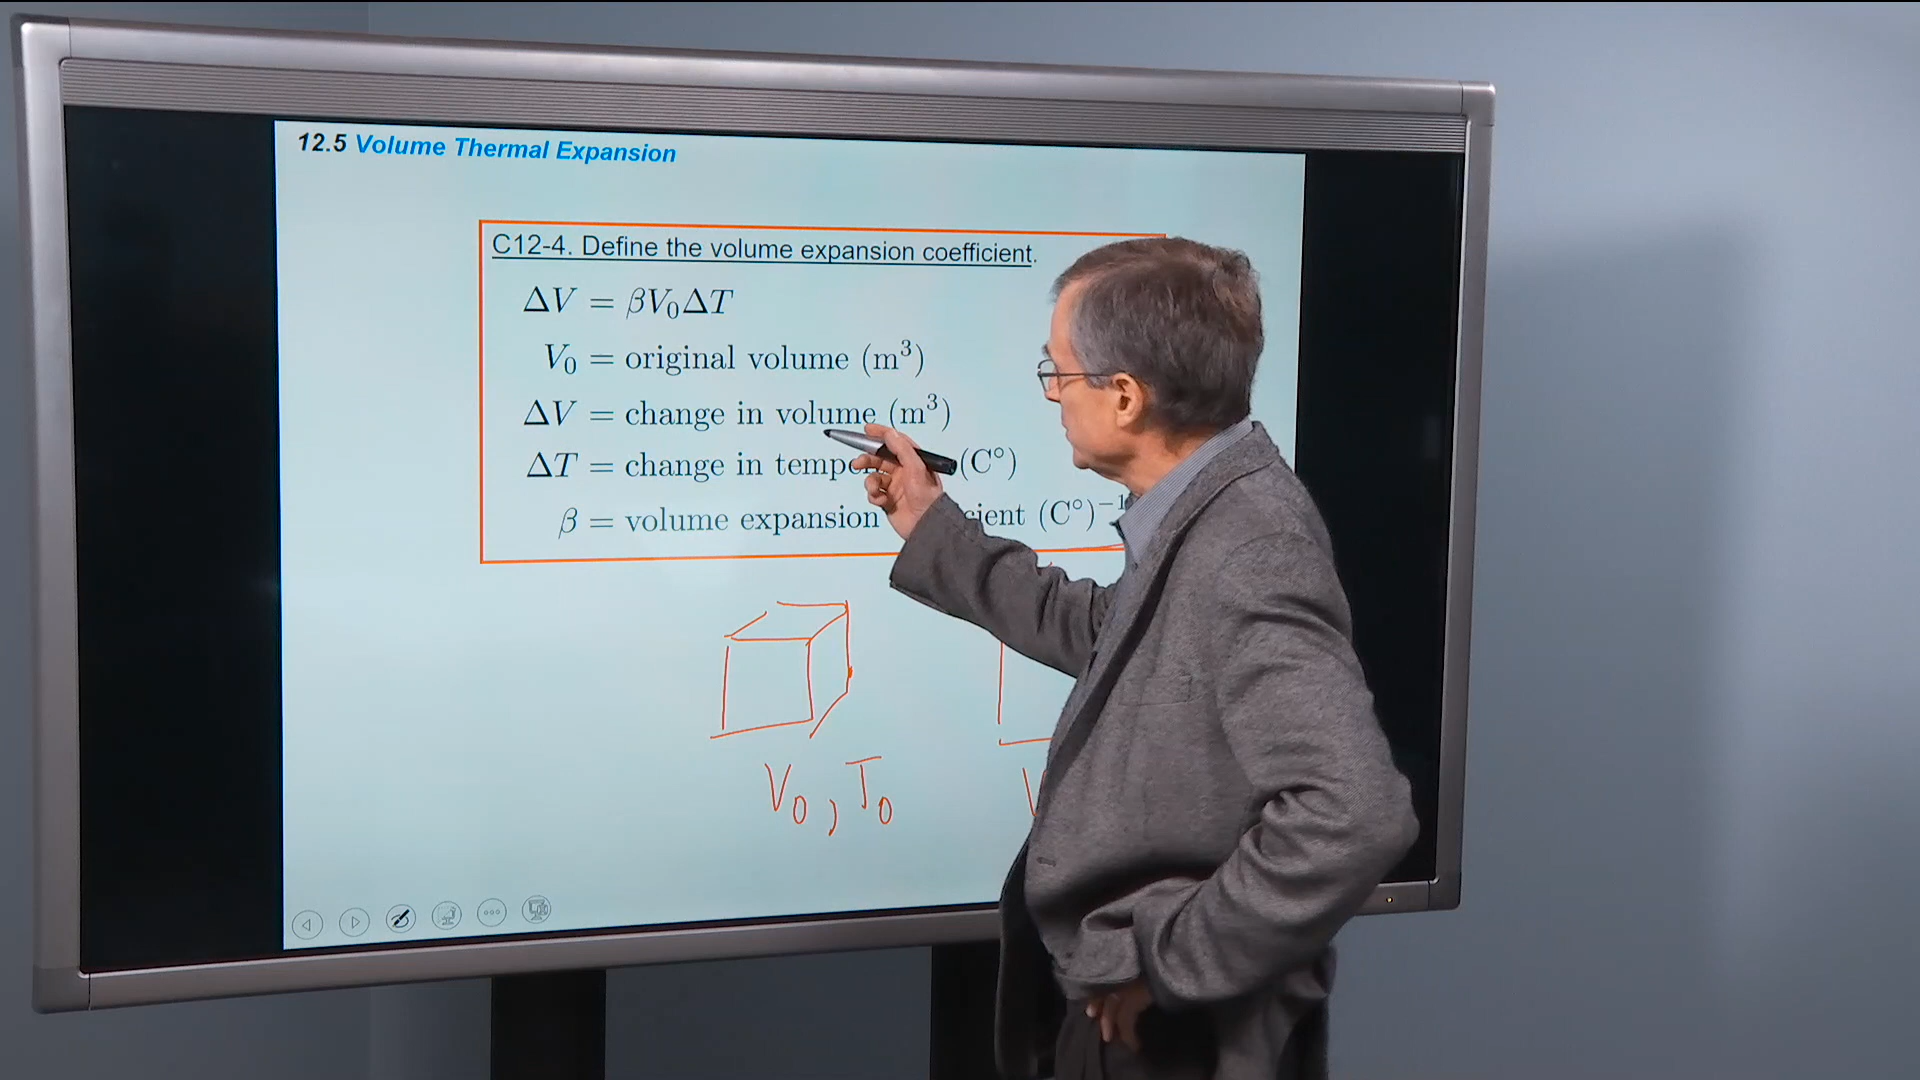 12.5 Volume Thermal Expansion
C12-4. Define the volume expansion coefficient.
ΔV = βV₀ΔT
V₀ = original volume (m³)
ΔV = change in volume (m³)
ΔT = change in (C°)
β = volume expansion (C°)⁻¹
V₀, T₀
V